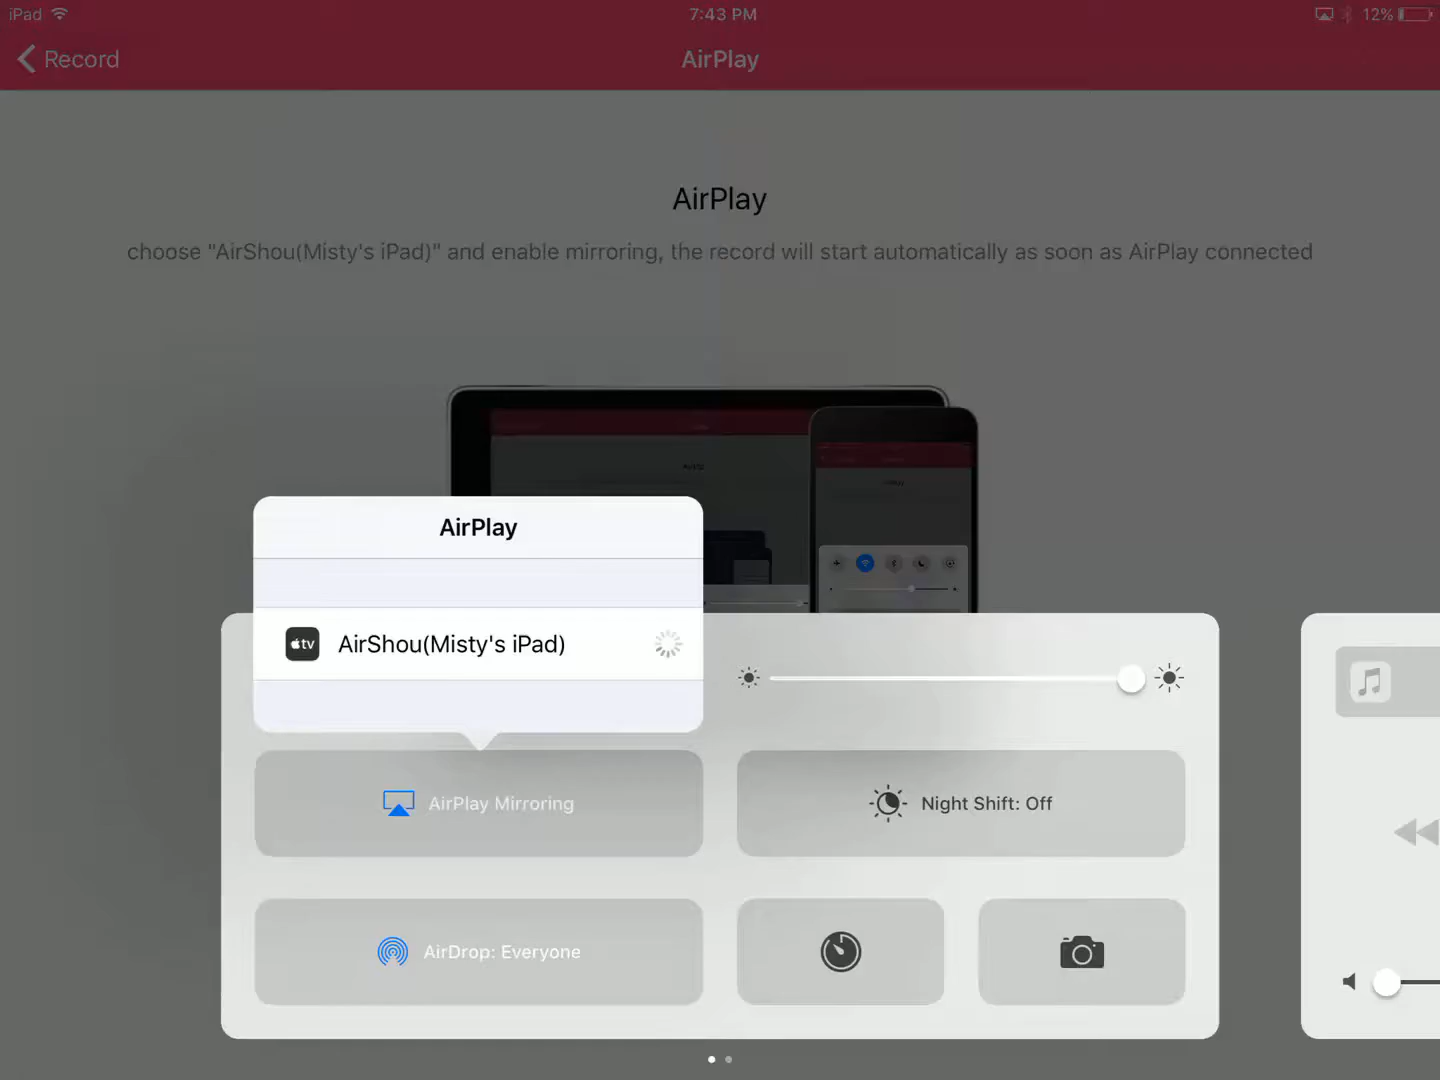 iPad
7:43 PM
12%
Record
AirPlay
AirPlay
choose "AirShou(Misty's iPad)" and enable mirroring, the record will start automatically as soon as AirPlay connected
AirPlay
tv
AirShou(Misty's iPad)
AirPlay Mirroring
Night Shift: Off
AirDrop: Everyone